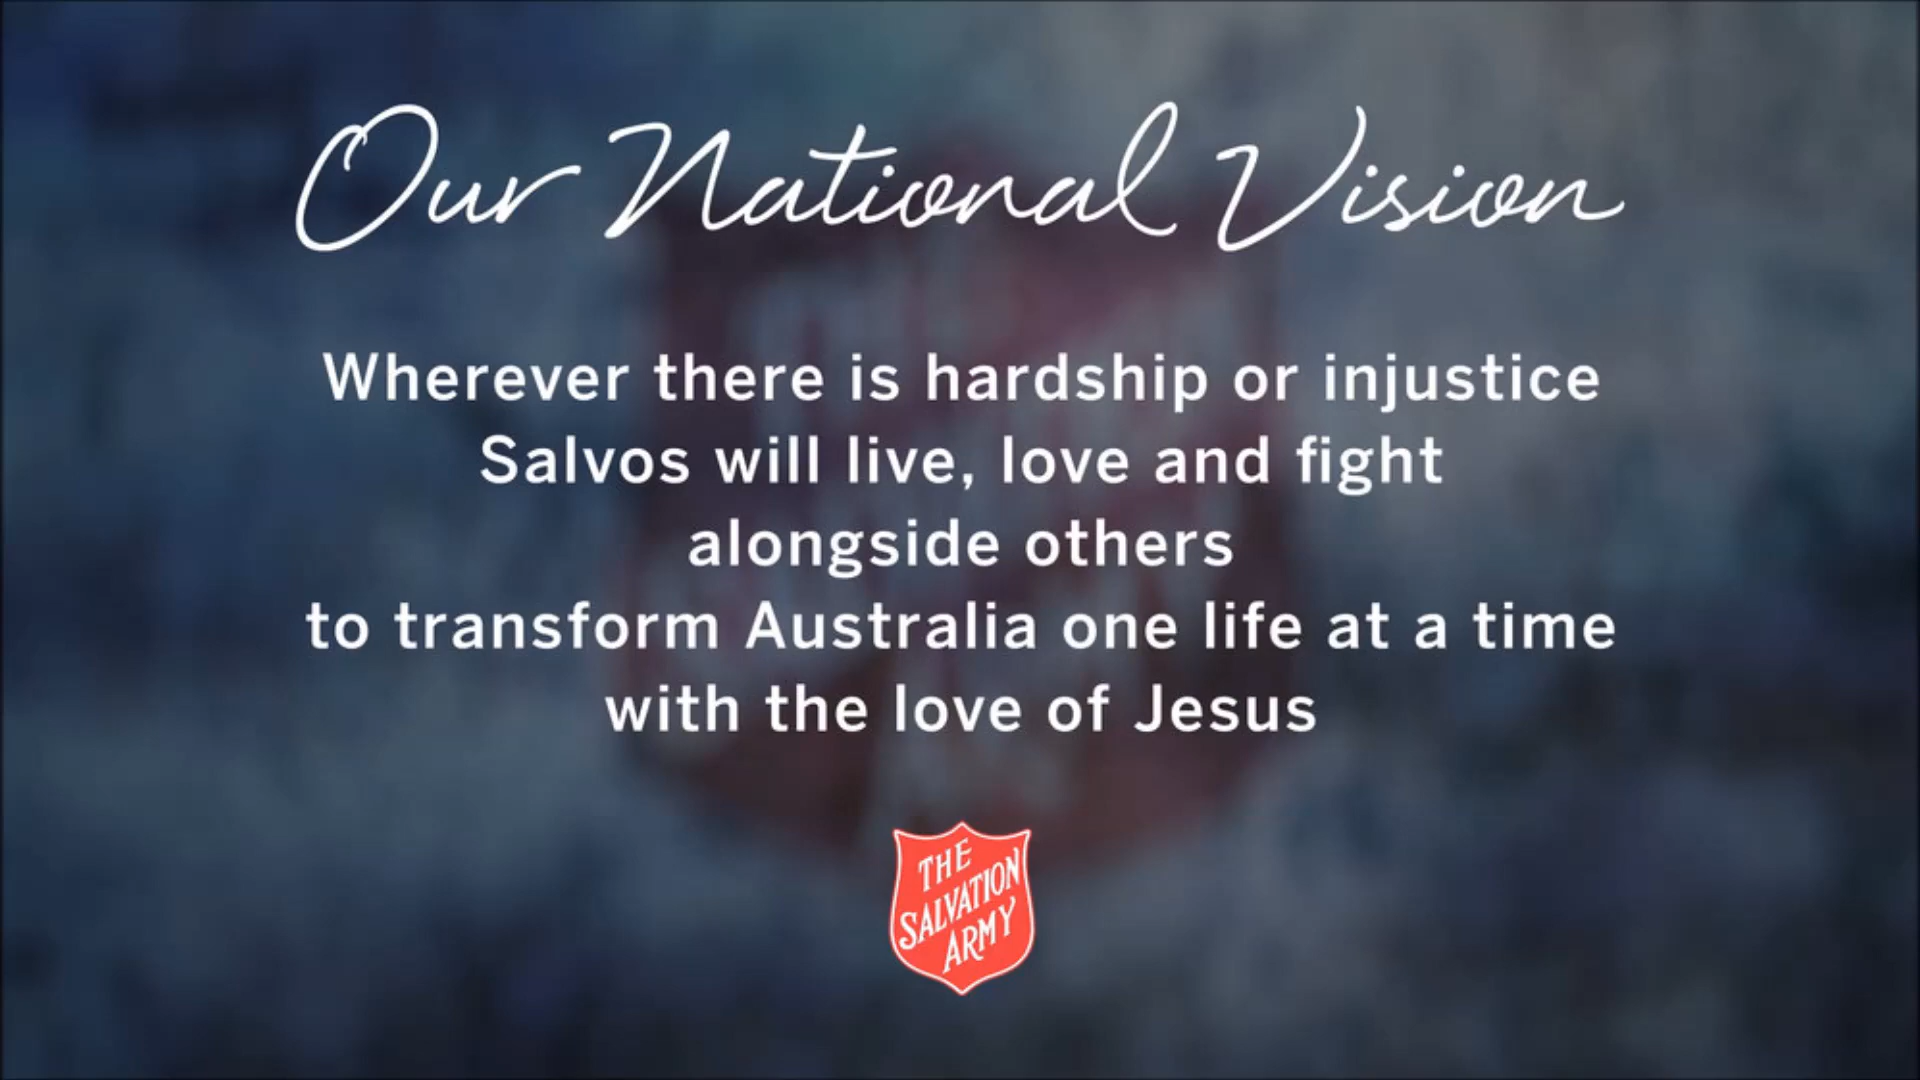 Our National Vision
Wherever there is hardship or injustice
Salvos will live, love and fight
alongside others
to transform Australia one life at a time
with the love of Jesus
THE
SALVATION
ARMY